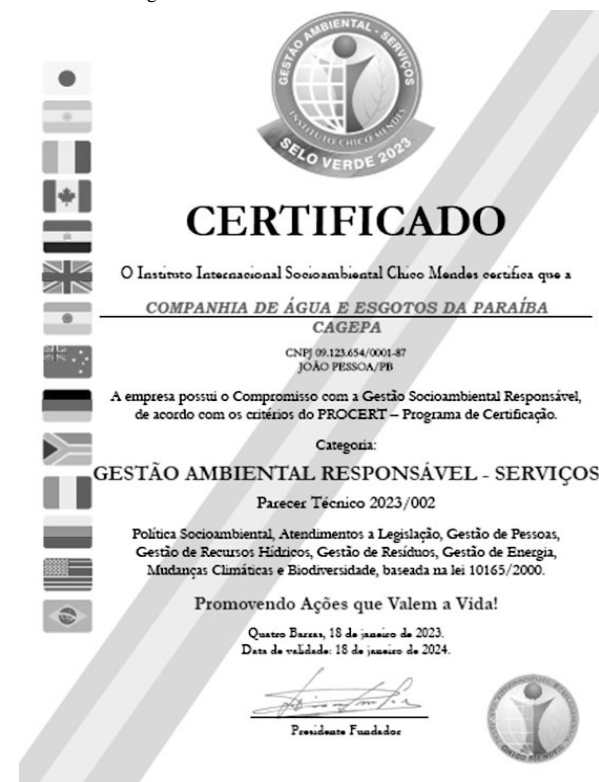 GESTÃO AMBIENTAL - SERVIÇOS
INSTITUTO CHICO MENDES
SELO VERDE 2023
CERTIFICADO
O Instituto Internacional Socioambiental Chico Mendes certifica que a
COMPANHIA DE ÁGUA E ESGOTOS DA PARAÍBA
CAGEPA
CNPJ 09.123.654/0001-87
JOÃO PESSOA/PB
A empresa possui o Compromisso com a Gestão Socioambiental Responsável,
de acordo com os critérios do PROCERT – Programa de Certificação.
Categoria:
GESTÃO AMBIENTAL RESPONSÁVEL - SERVIÇOS
Parecer Técnico 2023/002
Política Socioambiental, Atendimentos a Legislação, Gestão de Pessoas,
Gestão de Recursos Hídricos, Gestão de Resíduos, Gestão de Energia,
Mudanças Climáticas e Biodiversidade, baseada na lei 10165/2000.
Promovendo Ações que Valem a Vida!
Quatro Barras, 18 de janeiro de 2023.
Data de validade: 18 de janeiro de 2024.
Presidente Fundador
CHICO MENDES